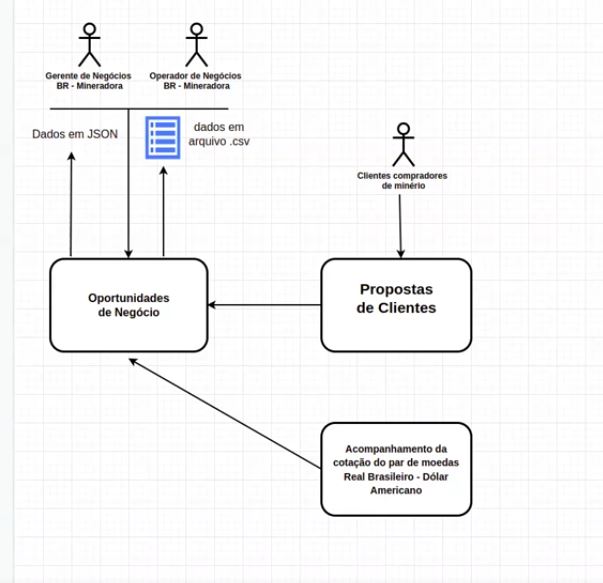 Gerente de Negócios
BR - Mineradora
Operador de Negócios
BR - Mineradora
Dados em JSON
dados em
arquivo .csv
Clientes compradores
de minério
Oportunidades
de Negócio
Propostas
de Clientes
Acompanhamento da
cotação do par de moedas
Real Brasileiro - Dólar
Americano